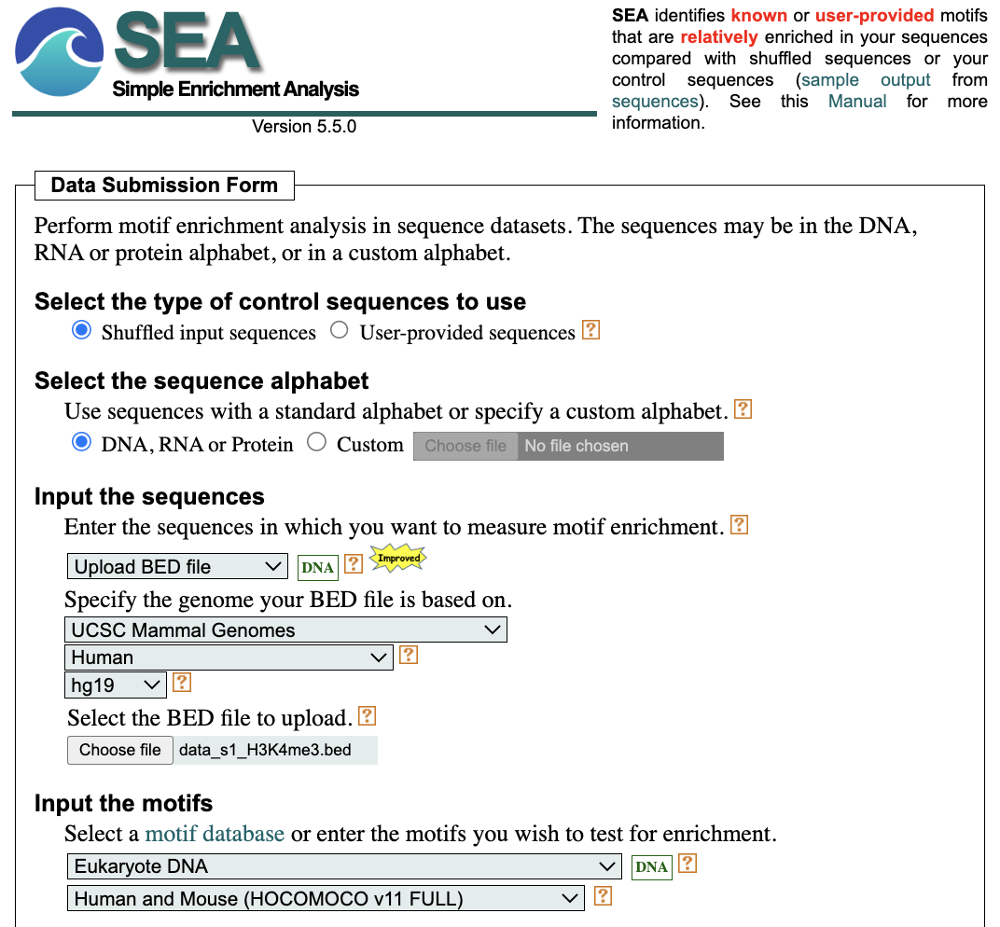 SEA
Simple Enrichment Analysis
Version 5.5.0
SEA identifies known or user-provided motifs
that are relatively enriched in your sequences
compared with shuffled sequences or your
control sequences (sample output from
sequences). See this Manual for more
information.
Data Submission Form
Perform motif enrichment analysis in sequence datasets. The sequences may be in the DNA,
RNA or protein alphabet, or in a custom alphabet.
Select the type of control sequences to use
Shuffled input sequences User-provided sequences ?
Select the sequence alphabet
Use sequences with a standard alphabet or specify a custom alphabet. ?
DNA, RNA or Protein Custom Choose file No file chosen
Input the sequences
Enter the sequences in which you want to measure motif enrichment. ?
Upload BED file DNA ? Improved
Specify the genome your BED file is based on.
UCSC Mammal Genomes
Human ?
hg19 ?
Select the BED file to upload. ?
Choose file data_s1_H3K4me3.bed
Input the motifs
Select a motif database or enter the motifs you wish to test for enrichment.
Eukaryote DNA DNA ?
Human and Mouse (HOCOMOCO v11 FULL) ?